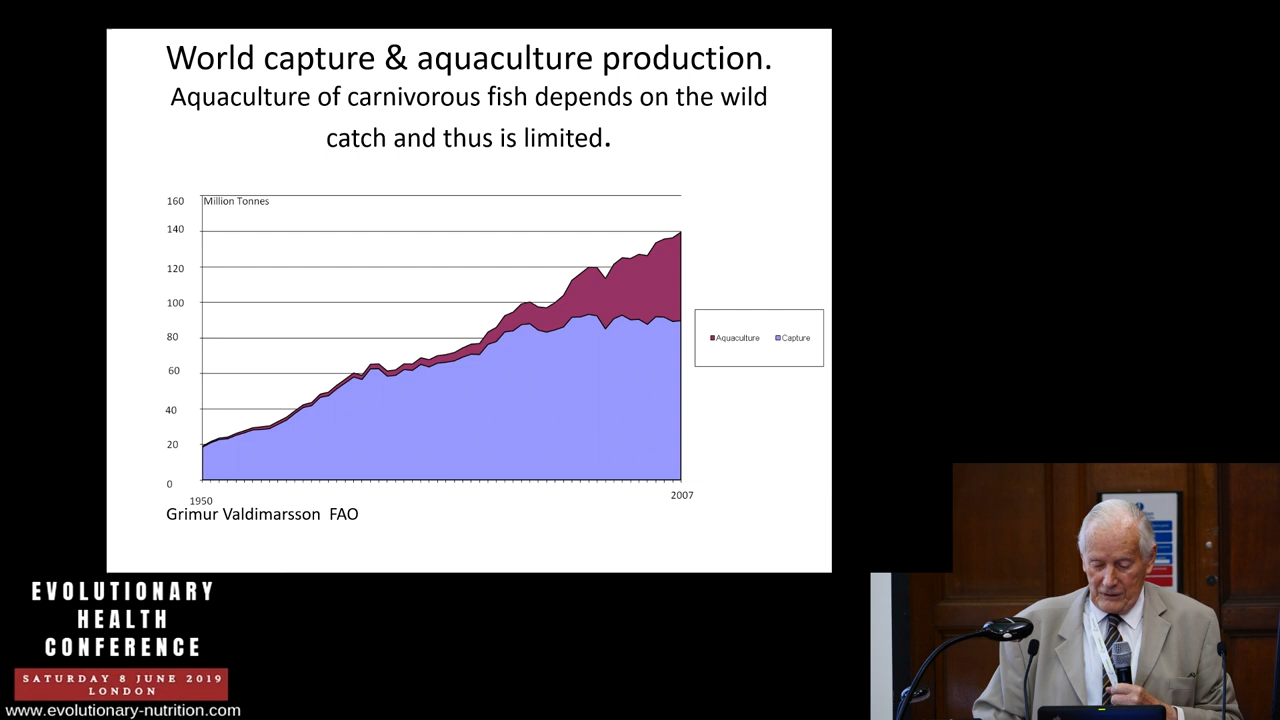 World capture & aquaculture production.
Aquaculture of carnivorous fish depends on the wild
catch and thus is limited.
160
Million Tonnes
140
120
100
80
60
40
20
0
1950
2007
Aquaculture
Capture
Grimur Valdimarsson FAO
EVOLUTIONARY
HEALTH
CONFERENCE
SATURDAY 8 JUNE 2019
LONDON
www.evolutionary-nutrition.com